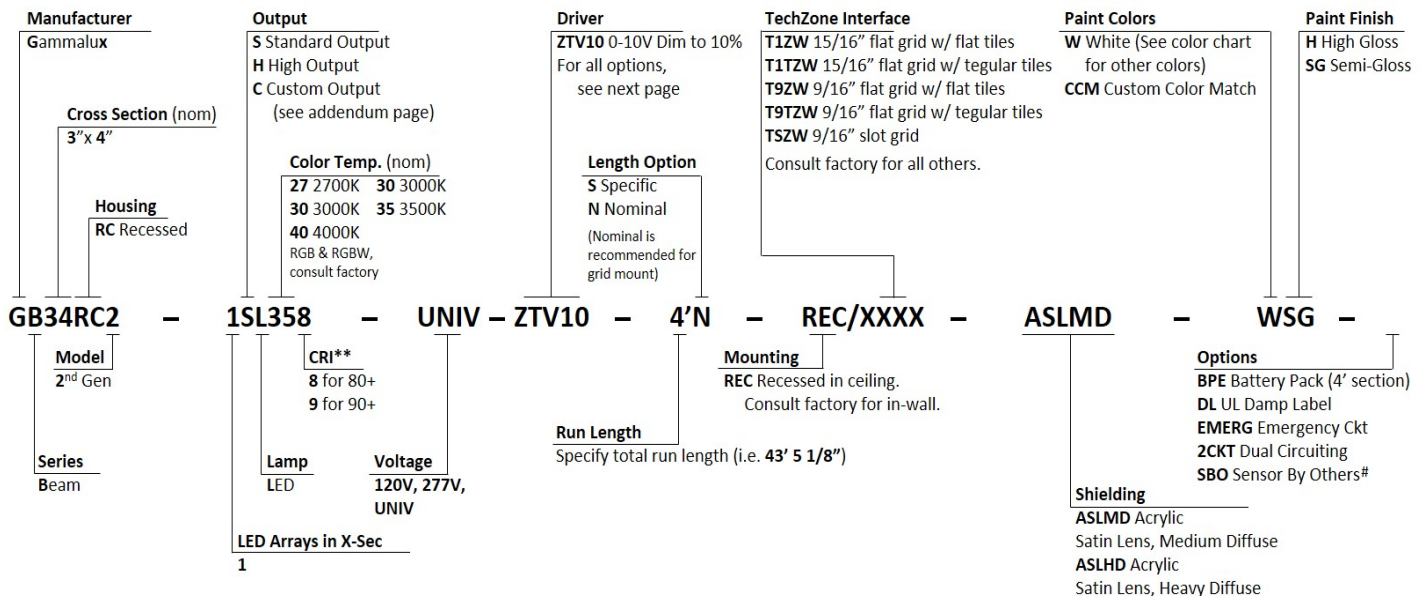 Manufacturer
Gammalux
Cross Section (nom)
3”x 4”
Housing
RC Recessed
Output
S Standard Output
H High Output
C Custom Output
(see addendum page)
Color Temp. (nom)
27 2700K 30 3000K
30 3000K 35 3500K
40 4000K
RGB & RGBW,
consult factory
Driver
ZTV10 0-10V Dim to 10%
For all options,
see next page
Length Option
S Specific
N Nominal
(Nominal is
recommended for
grid mount)
TechZone Interface
T1ZW 15/16” flat grid w/ flat tiles
T1TZW 15/16” flat grid w/ tegular tiles
T9ZW 9/16” flat grid w/ flat tiles
T9TZW 9/16” flat grid w/ tegular tiles
TSZW 9/16” slot grid
Consult factory for all others.
Paint Colors
W White (See color chart
for other colors)
CCM Custom Color Match
Paint Finish
H High Gloss
SG Semi-Gloss
GB34RC2 – 1SL358 – UNIV – ZTV10 – 4’N – REC/XXXX – ASLMD – WSG –
Model
2nd Gen
Series
Beam
CRI**
8 for 80+
9 for 90+
Lamp
LED
LED Arrays in X-Sec
1
Voltage
120V, 277V,
UNIV
Run Length
Specify total run length (i.e. 43’ 5 1/8”)
Mounting
REC Recessed in ceiling.
Consult factory for in-wall.
Shielding
ASLMD Acrylic
Satin Lens, Medium Diffuse
ASLHD Acrylic
Satin Lens, Heavy Diffuse
Options
BPE Battery Pack (4’ section)
DL UL Damp Label
EMERG Emergency Ckt
2CKT Dual Circuiting
SBO Sensor By Others#